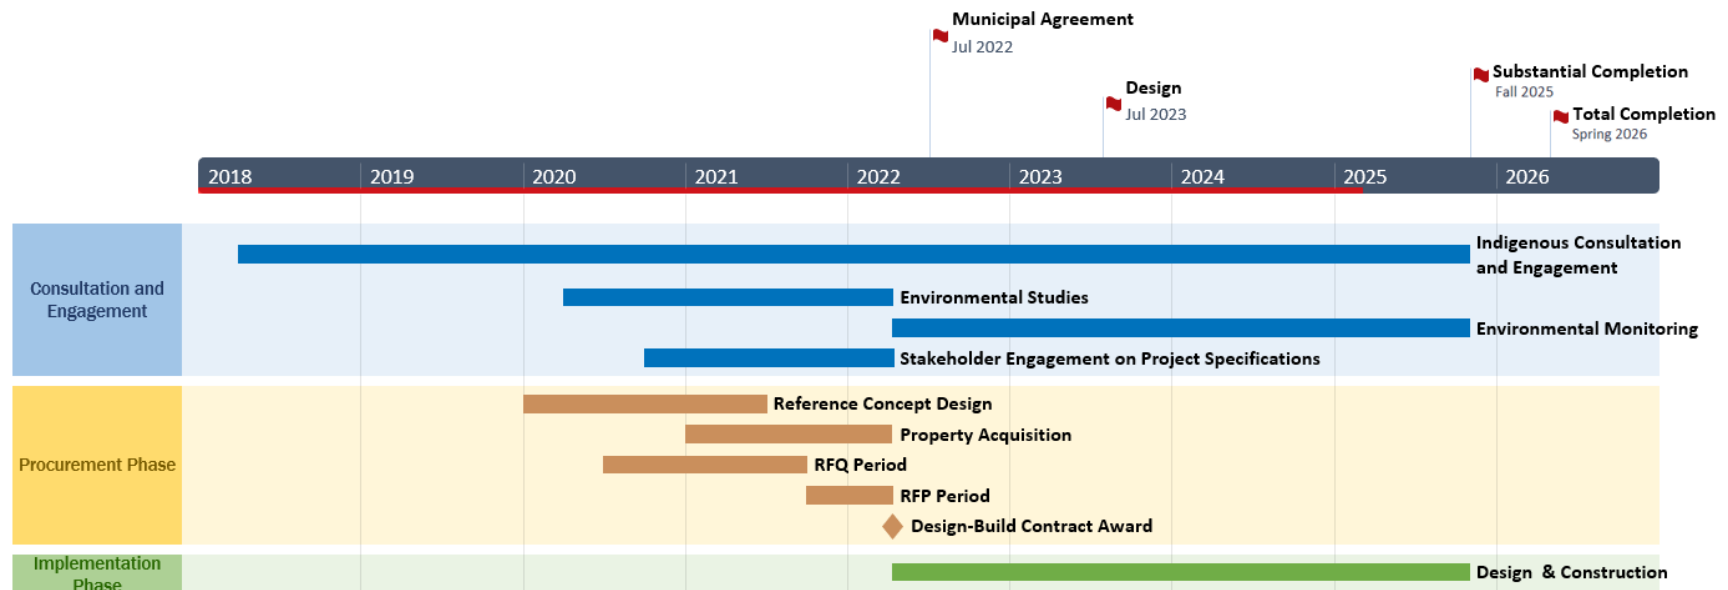 Municipal Agreement
Jul 2022
Design
Jul 2023
Substantial Completion
Fall 2025
Total Completion
Spring 2026
2018 2019 2020 2021 2022 2023 2024 2025 2026
Consultation and
Engagement
Indigenous Consultation
and Engagement
Environmental Studies
Environmental Monitoring
Stakeholder Engagement on Project Specifications
Procurement Phase
Reference Concept Design
Property Acquisition
RFQ Period
RFP Period
Design-Build Contract Award
Implementation
Phase
Design & Construction